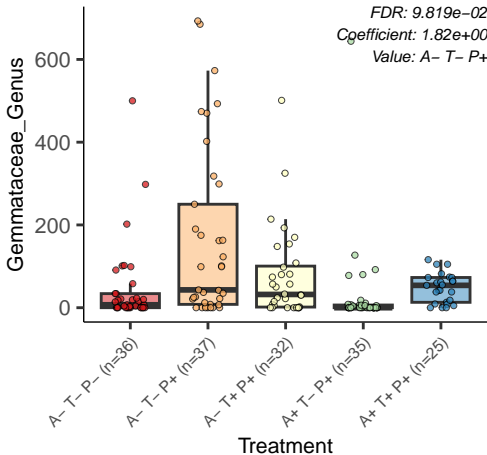 FDR: 9.819e−02
Coefficient: 1.82e+00
Value: A− T− P+
Gemmataceae_Genus
600
400
200
0
A− T− P− (n=36)
A− T− P+ (n=37)
A− T+ P+ (n=32)
A+ T− P+ (n=35)
A+ T+ P+ (n=25)
Treatment